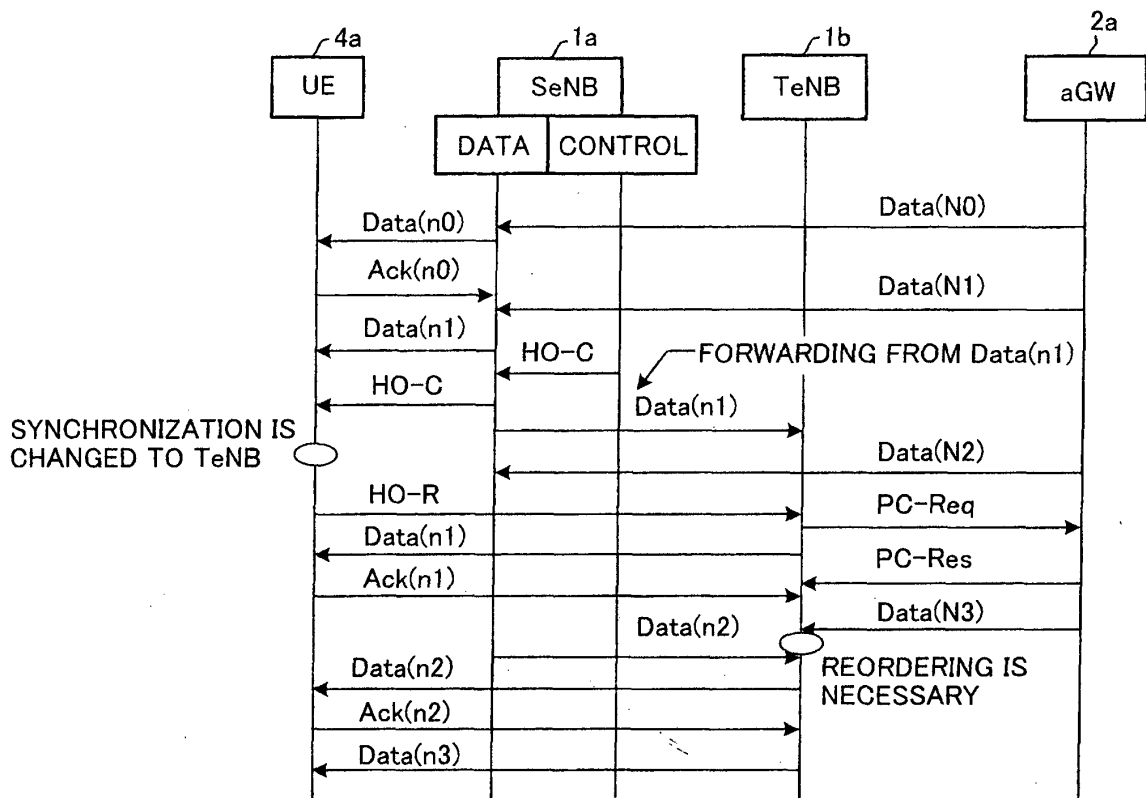 4a
1a
1b
2a
UE
SeNB
TeNB
aGW
DATA
CONTROL
Data(N0)
Data(n0)
Ack(n0)
Data(N1)
Data(n1)
HO-C
FORWARDING FROM Data(n1)
HO-C
Data(n1)
SYNCHRONIZATION IS
CHANGED TO TeNB
Data(N2)
HO-R
PC-Req
Data(n1)
PC-Res
Ack(n1)
Data(N3)
Data(n2)
REORDERING IS
NECESSARY
Data(n2)
Ack(n2)
Data(n3)